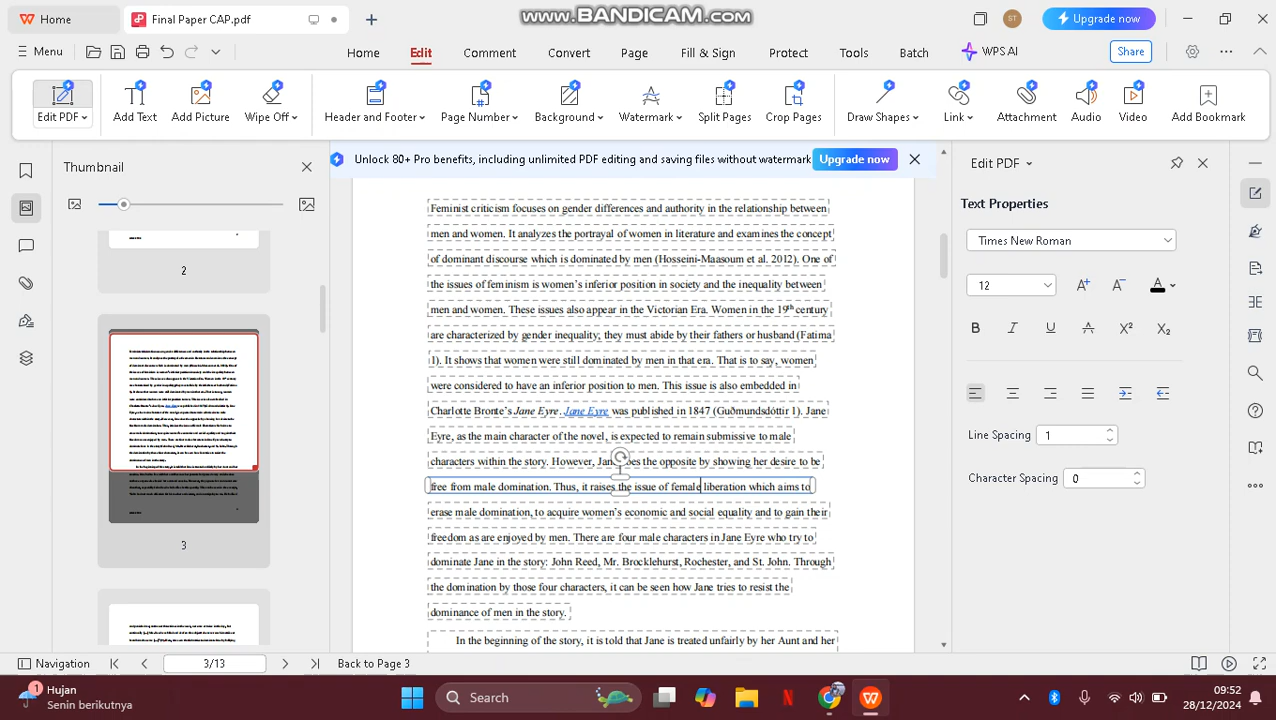 Home
Final Paper CAP.pdf
www.BANDICAM.com
ST
Upgrade now
Menu
Home
Edit
Comment
Convert
Page
Fill & Sign
Protect
Tools
Batch
WPS AI
Share
Edit PDF
Add Text
Add Picture
Wipe Off
Header and Footer
Page Number
Background
Watermark
Split Pages
Crop Pages
Draw Shapes
Link
Attachment
Audio
Video
Add Bookmark
Thumbnail
Unlock 80+ Pro benefits, including unlimited PDF editing and saving files without watermark
Upgrade now
Edit PDF
Text Properties
Times New Roman
12
Line Spacing 1
Character Spacing 0
2
3
Feminist criticism focuses on gender differences and authority in the relationship between
men and women. It analyzes the portrayal of women in literature and examines the concept
of dominant discourse which is dominated by men (Hosseini-Maasoum et al. 2012). One of
the issues of feminism is women's inferior position in society and the inequality between
men and women. These issues also appear in the Victorian Era. Women in the 19th century
are characterized by gender inequality; they must abide by their fathers or husband (Fatima
1). It shows that women were still dominated by men in that era. That is to say, women
were considered to have an inferior position to men. This issue is also embedded in
Charlotte Bronte's Jane Eyre. Jane Eyre was published in 1847 (Guðmundsdóttir 1). Jane
Eyre, as the main character of the novel, is expected to remain submissive to male
characters within the story. However, Jane does the opposite by showing her desire to be
free from male domination. Thus, it raises the issue of female liberation which aims to
erase male domination, to acquire women's economic and social equality and to gain their
freedom as are enjoyed by men. There are four male characters in Jane Eyre who try to
dominate Jane in the story: John Reed, Mr. Brocklehurst, Rochester, and St. John. Through
the domination by those four characters, it can be seen how Jane tries to resist the
dominance of men in the story.
In the beginning of the story, it is told that Jane is treated unfairly by her Aunt and her
Navigation
3/13
Back to Page 3
1
Hujan
Senin berikutnya
Search
09:52
28/12/2024